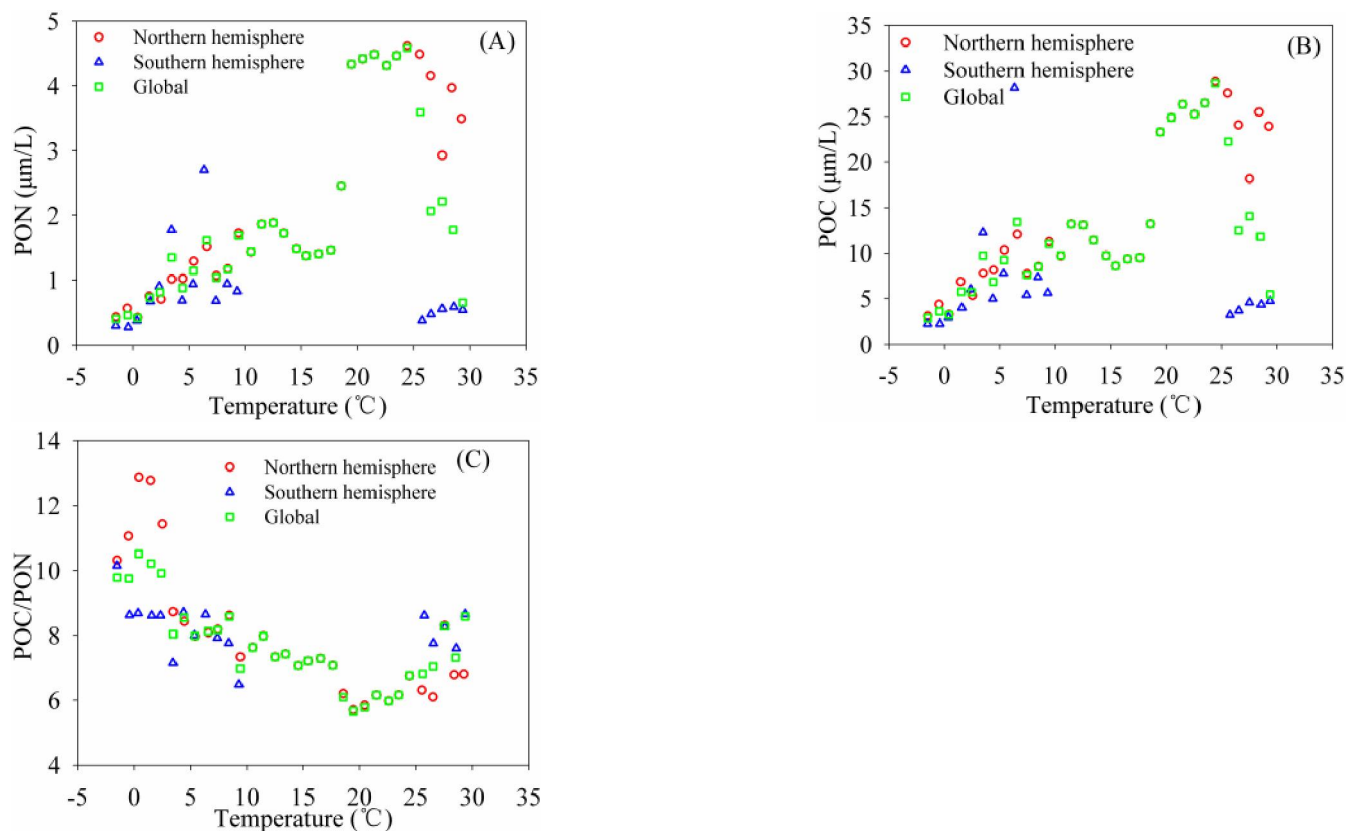 (A)
Northern hemisphere
Southern hemisphere
Global
PON (μm/L)
5
4
3
2
1
0
-5 0 5 10 15 20 25 30 35
Temperature (℃)
(B)
Northern hemisphere
Southern hemisphere
Global
POC (μm/L)
35
30
25
20
15
10
5
0
-5 0 5 10 15 20 25 30 35
Temperature (℃)
(C)
Northern hemisphere
Southern hemisphere
Global
POC/PON
14
12
10
8
6
4
-5 0 5 10 15 20 25 30 35
Temperature (℃)